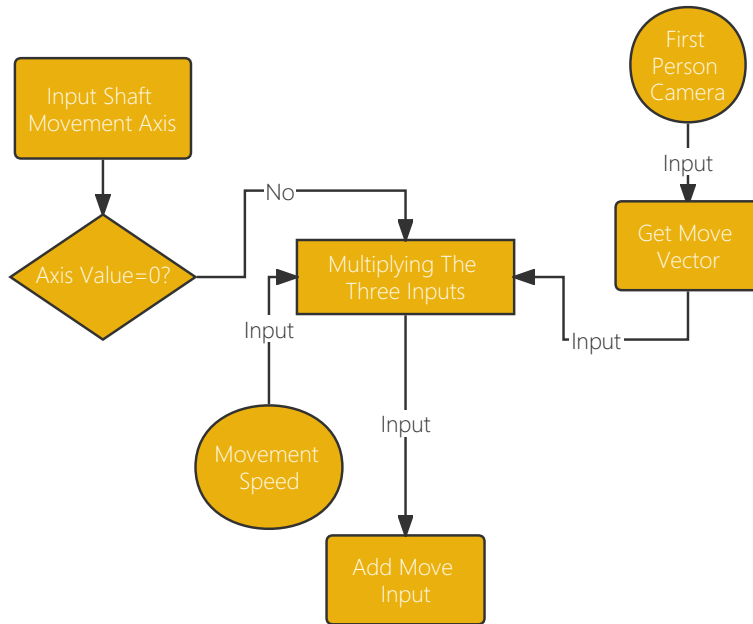 First
Person
Camera
Input Shaft
Movement Axis
Input
No
Get Move
Vector
Axis Value=0?
Multiplying The
Three Inputs
Input
Input
Input
Movement
Speed
Add Move
Input